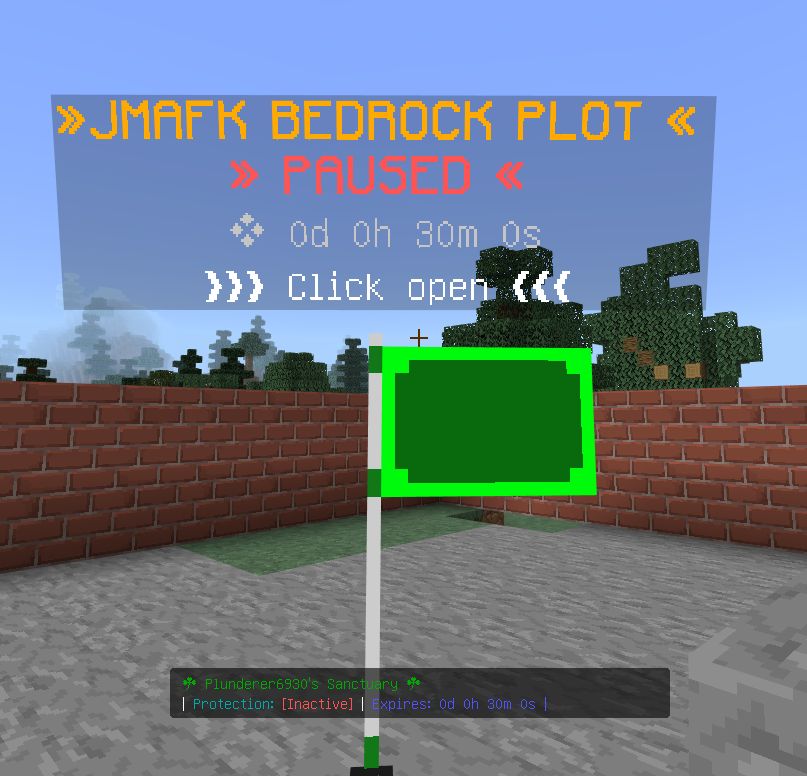 »JMAFK BEDROCK PLOT «
» PAUSED «
❖ 0d 0h 30m 0s
❩❩❩ Click open ❨❨❨
☘ Plunderer6930's Sanctuary ☘
| Protection: [Inactive] | Expires: 0d 0h 30m 0s |